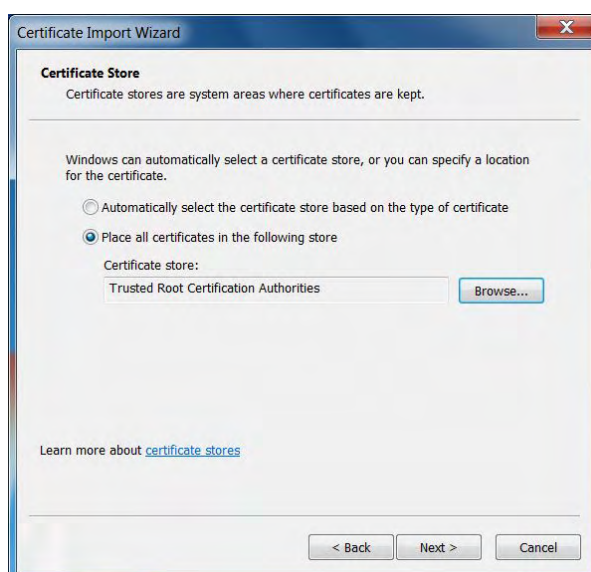 Certificate Import Wizard
Certificate Store
Certificate stores are system areas where certificates are kept.
Windows can automatically select a certificate store, or you can specify a location
for the certificate.
Automatically select the certificate store based on the type of certificate
Place all certificates in the following store
Certificate store:
Trusted Root Certification Authorities
Browse...
Learn more about certificate stores
< Back
Next >
Cancel